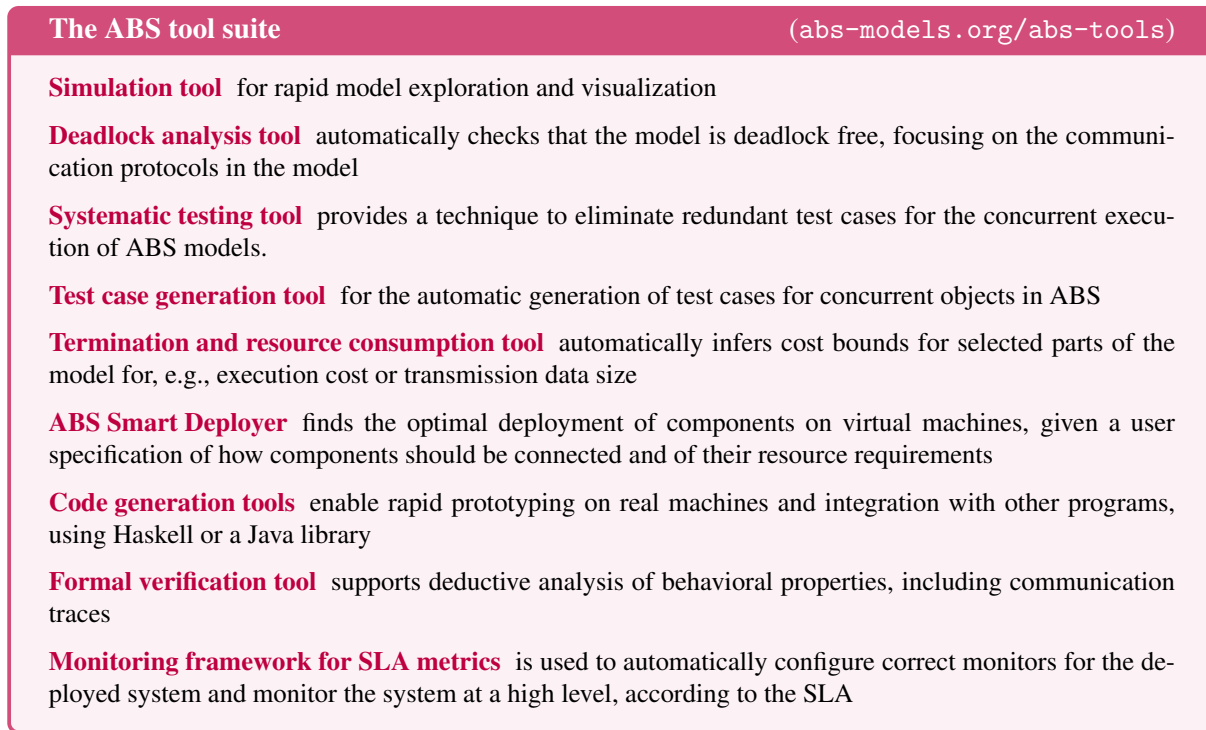 The ABS tool suite (abs-models.org/abs-tools)
Simulation tool for rapid model exploration and visualization
Deadlock analysis tool automatically checks that the model is deadlock free, focusing on the communi-
cation protocols in the model
Systematic testing tool provides a technique to eliminate redundant test cases for the concurrent execu-
tion of ABS models.
Test case generation tool for the automatic generation of test cases for concurrent objects in ABS
Termination and resource consumption tool automatically infers cost bounds for selected parts of the
model for, e.g., execution cost or transmission data size
ABS Smart Deployer finds the optimal deployment of components on virtual machines, given a user
specification of how components should be connected and of their resource requirements
Code generation tools enable rapid prototyping on real machines and integration with other programs,
using Haskell or a Java library
Formal verification tool supports deductive analysis of behavioral properties, including communication
traces
Monitoring framework for SLA metrics is used to automatically configure correct monitors for the de-
ployed system and monitor the system at a high level, according to the SLA